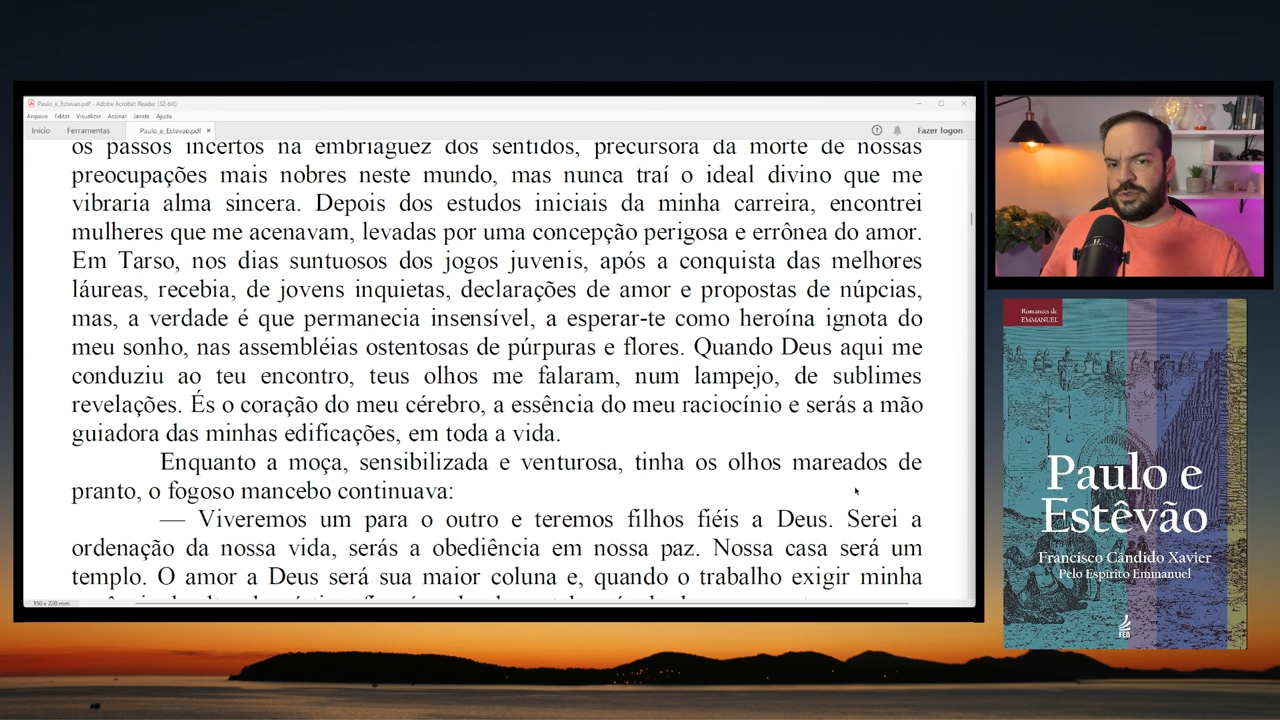 Paulo_e_Estevao.pdf - Adobe Acrobat Reader (32-bit)
Arquivo Editar Visualizar Assinar Janela Ajuda
Início Ferramentas Paulo_e_Estevao.pdf × Fazer logon
os passos incertos na embriaguez dos sentidos, precursora da morte de nossas
preocupações mais nobres neste mundo, mas nunca traí o ideal divino que me
vibraria alma sincera. Depois dos estudos iniciais da minha carreira, encontrei
mulheres que me acenavam, levadas por uma concepção perigosa e errônea do amor.
Em Tarso, nos dias suntuosos dos jogos juvenis, após a conquista das melhores
láureas, recebia, de jovens inquietas, declarações de amor e propostas de núpcias,
mas, a verdade é que permanecia insensível, a esperar-te como heroína ignota do
meu sonho, nas assembléias ostentosas de púrpuras e flores. Quando Deus aqui me
conduziu ao teu encontro, teus olhos me falaram, num lampejo, de sublimes
revelações. És o coração do meu cérebro, a essência do meu raciocínio e serás a mão
guiadora das minhas edificações, em toda a vida.
Enquanto a moça, sensibilizada e venturosa, tinha os olhos mareados de
pranto, o fogoso mancebo continuava:
— Viveremos um para o outro e teremos filhos fiéis a Deus. Serei a
ordenação da nossa vida, serás a obediência em nossa paz. Nossa casa será um
templo. O amor a Deus será sua maior coluna e, quando o trabalho exigir minha
150 x 220 mm
Romances de
EMMANUEL
Paulo e
Estêvão
Francisco Cândido Xavier
Pelo Espírito Emmanuel
FEB